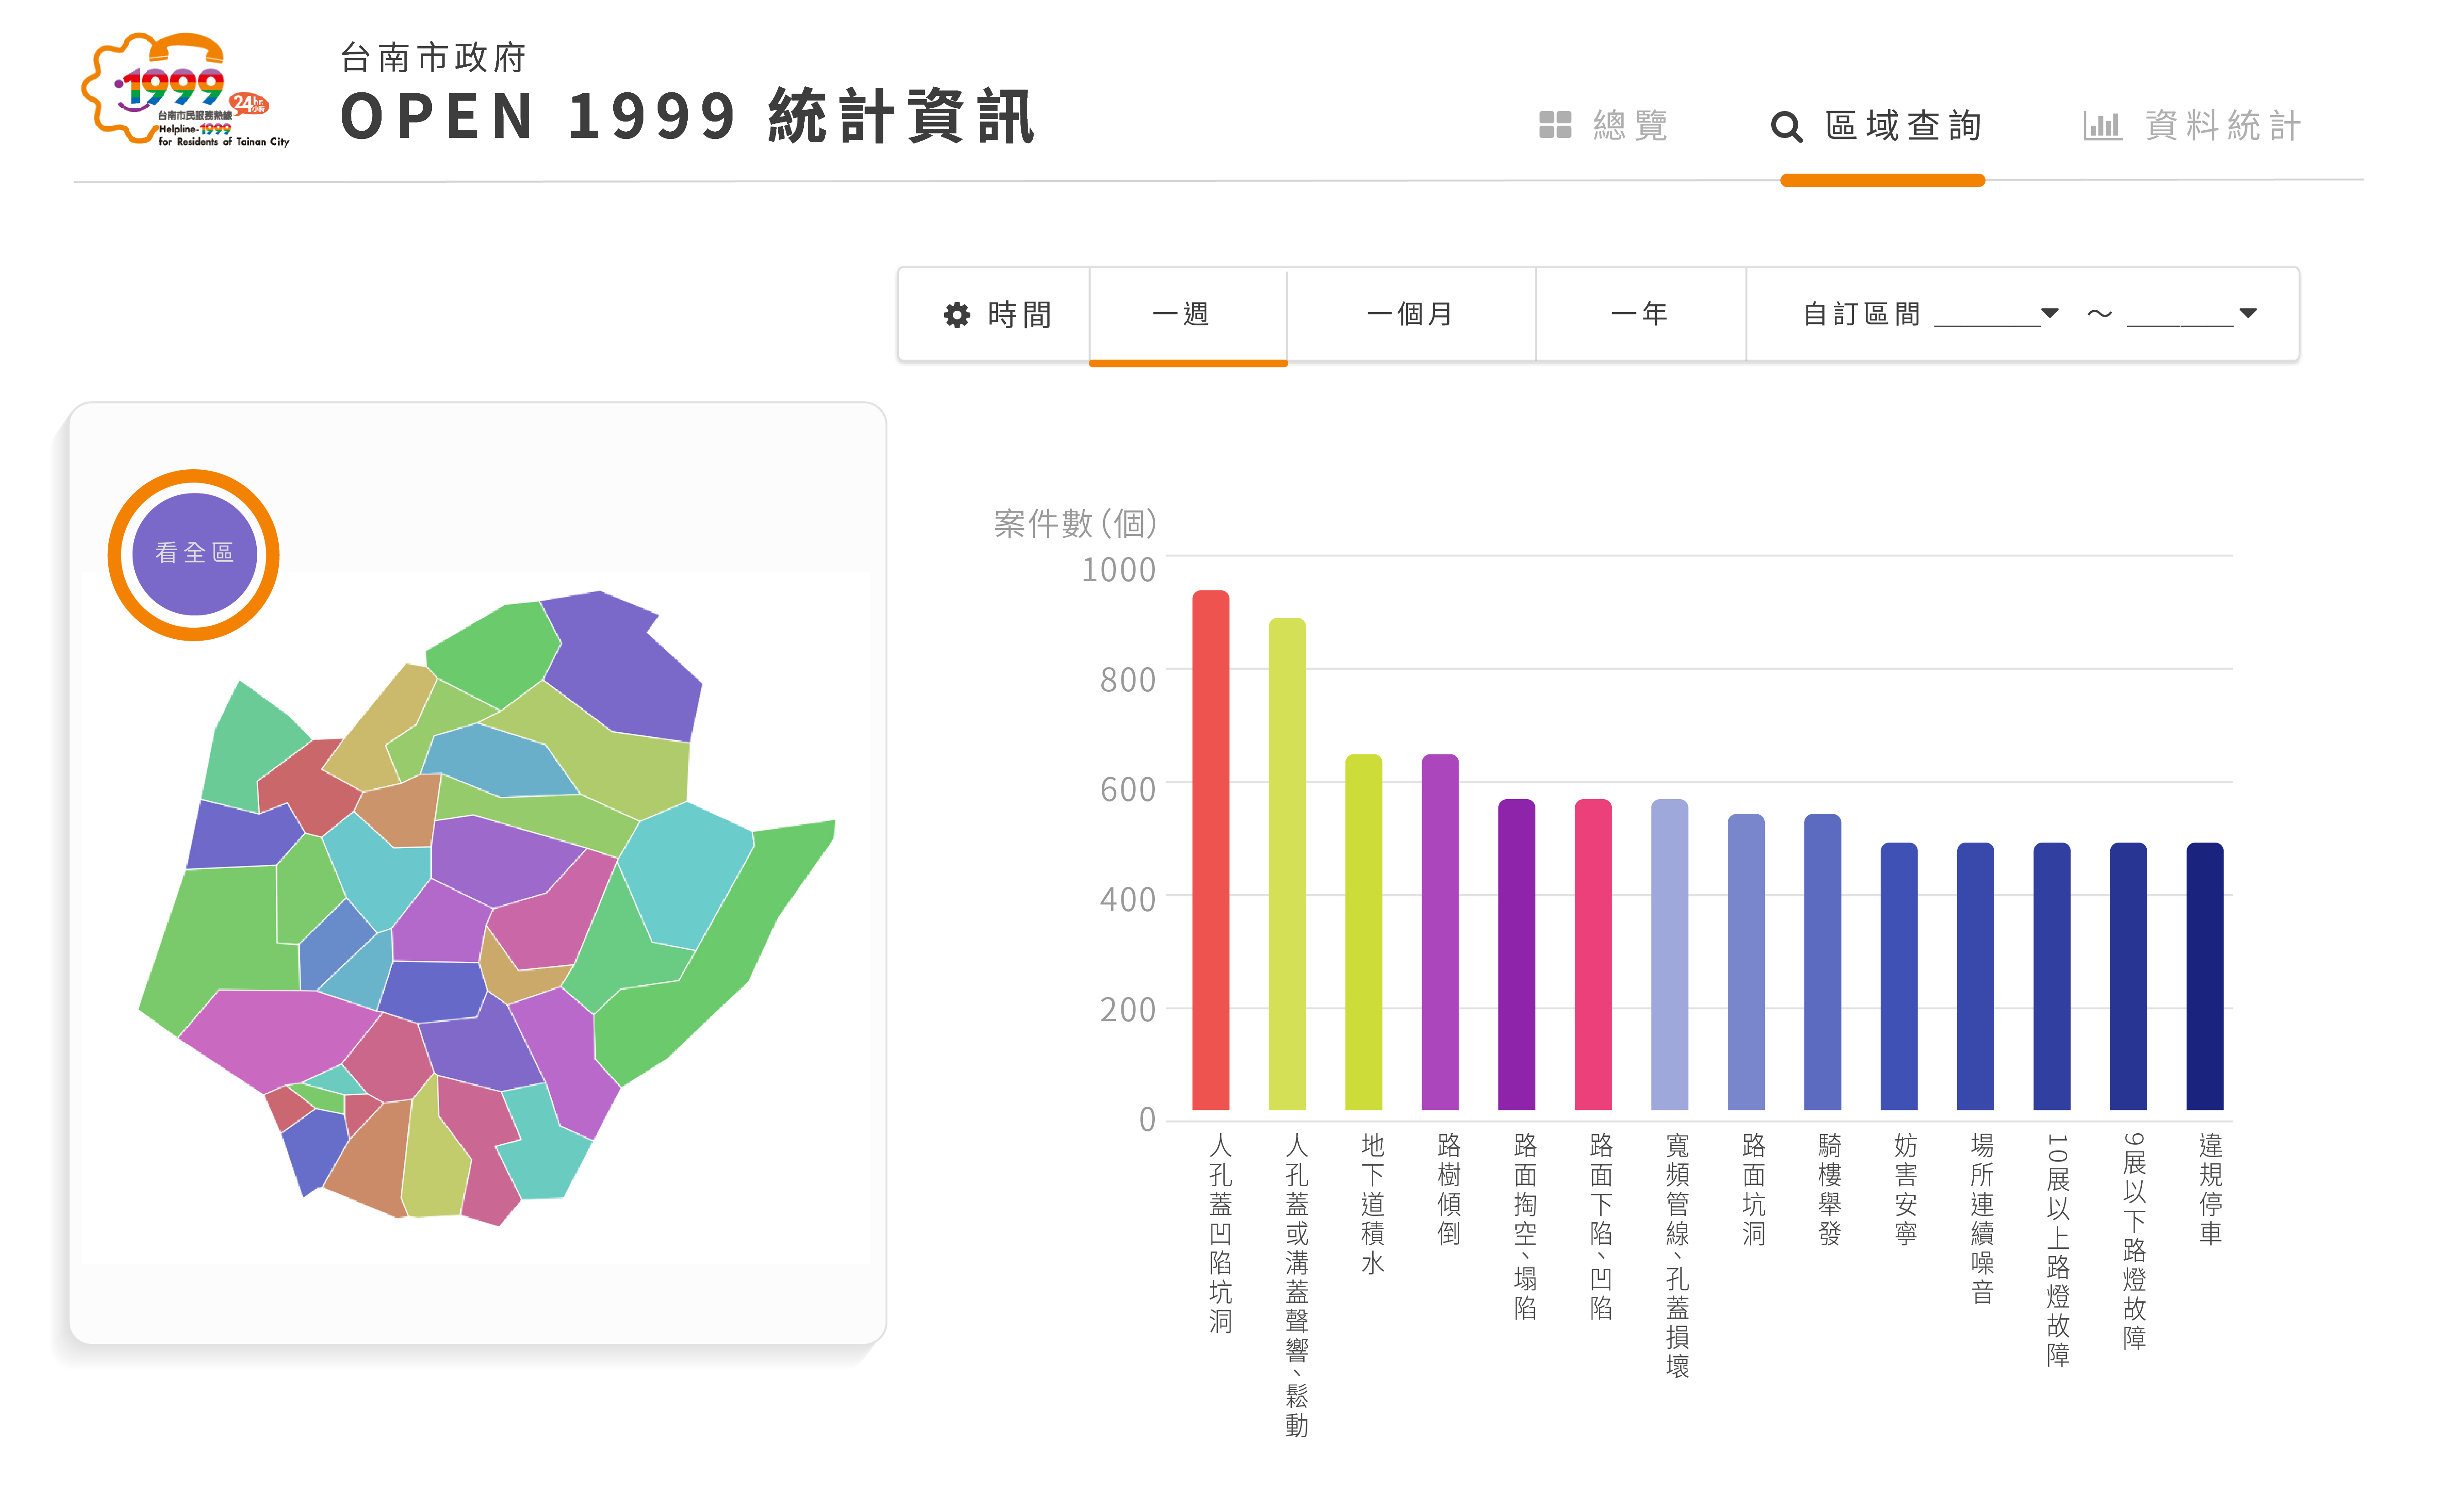 1999
24hr.
小時
台南市民服務熱線
Helpline-1999
for Residents of Tainan City
台南市政府
OPEN 1999 統計資訊
總覽
區域查詢
資料統計
時間
一週
一個月
一年
自訂區間 ～
看全區
案件數(個)
1000
800
600
400
200
0
人孔蓋凹陷坑洞
人孔蓋或溝蓋聲響、鬆動
地下道積水
路樹傾倒
路面掏空、塌陷
路面下陷、凹陷
寬頻管線、孔蓋損壞
路面坑洞
騎樓舉發
妨害安寧
場所連續噪音
10展以上路燈故障
9展以下路燈故障
違規停車